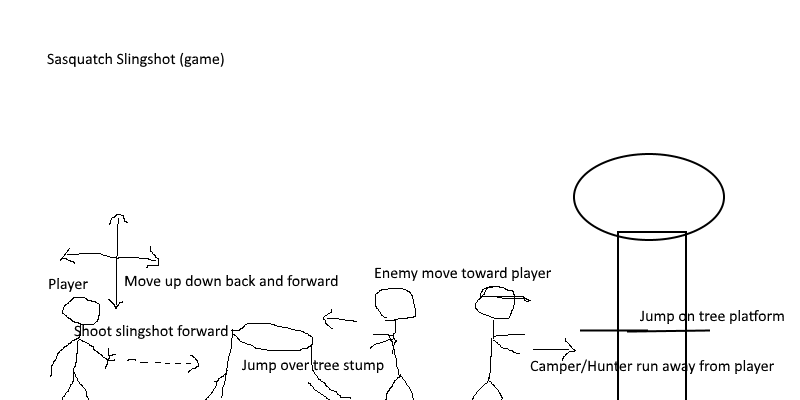 Sasquatch Slingshot (game)
Enemy move toward player
Player
Move up down back and forward
Jump on tree platform
Shoot slingshot forward
Jump over tree stump
Camper/Hunter run away from player